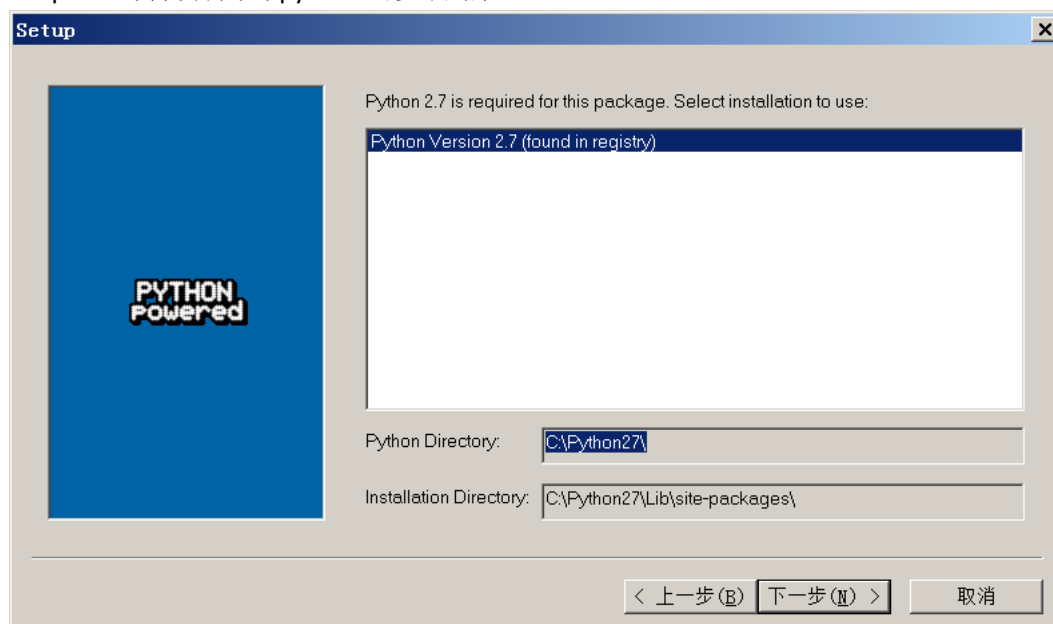 Setup
Python 2.7 is required for this package. Select installation to use:
Python Version 2.7 (found in registry)
PYTHON
Powered
Python Directory: C:\Python27\
Installation Directory: C:\Python27\Lib\site-packages\
< 上一步(B) 下一步(N) > 取消